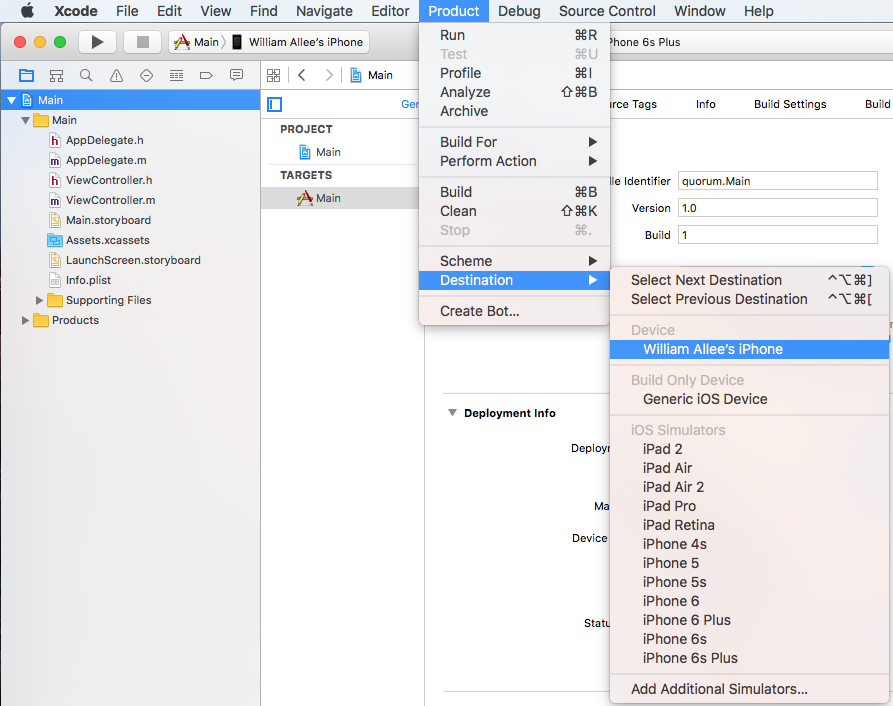 Xcode File Edit View Find Navigate Editor Product Debug Source Control Window Help
Main William Allee's iPhone
Phone 6s Plus
Main
Main
Main
AppDelegate.h
AppDelegate.m
ViewController.h
ViewController.m
Main.storyboard
Assets.xcassets
LaunchScreen.storyboard
Info.plist
Supporting Files
Products
PROJECT
Main
TARGETS
Main
Run ⌘R
Test ⌘U
Profile ⌘I
Analyze ⇧⌘B
Archive
Build For
Perform Action
Build ⌘B
Clean ⇧⌘K
Stop ⌘.
Scheme
Destination
Create Bot...
Ger
rce Tags Info Build Settings Build
le Identifier quorum.Main
Version 1.0
Build 1
Select Next Destination ^⌥⌘]
Select Previous Destination ^⌥⌘[
Device
William Allee's iPhone
Build Only Device
Generic iOS Device
iOS Simulators
iPad 2
iPad Air
iPad Air 2
iPad Pro
iPad Retina
iPhone 4s
iPhone 5
iPhone 5s
iPhone 6
iPhone 6 Plus
iPhone 6s
iPhone 6s Plus
Add Additional Simulators...
Deployment Info
Deployr
Ma
Device
Statu